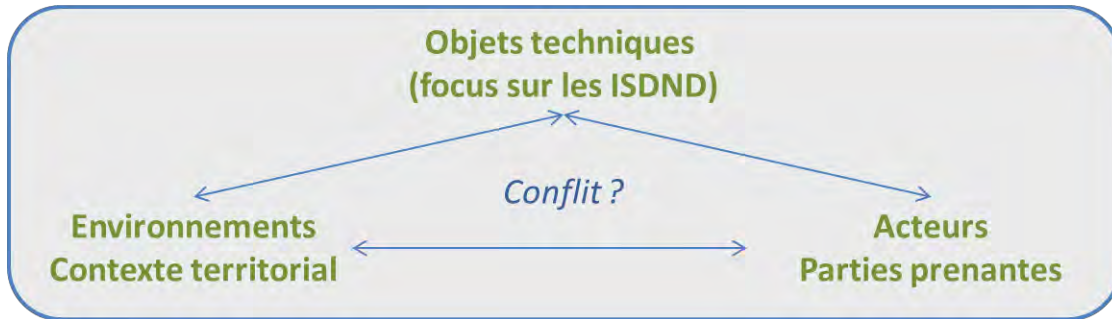 Objets techniques
(focus sur les ISDND)
Conflit ?
Environnements
Contexte territorial
Acteurs
Parties prenantes